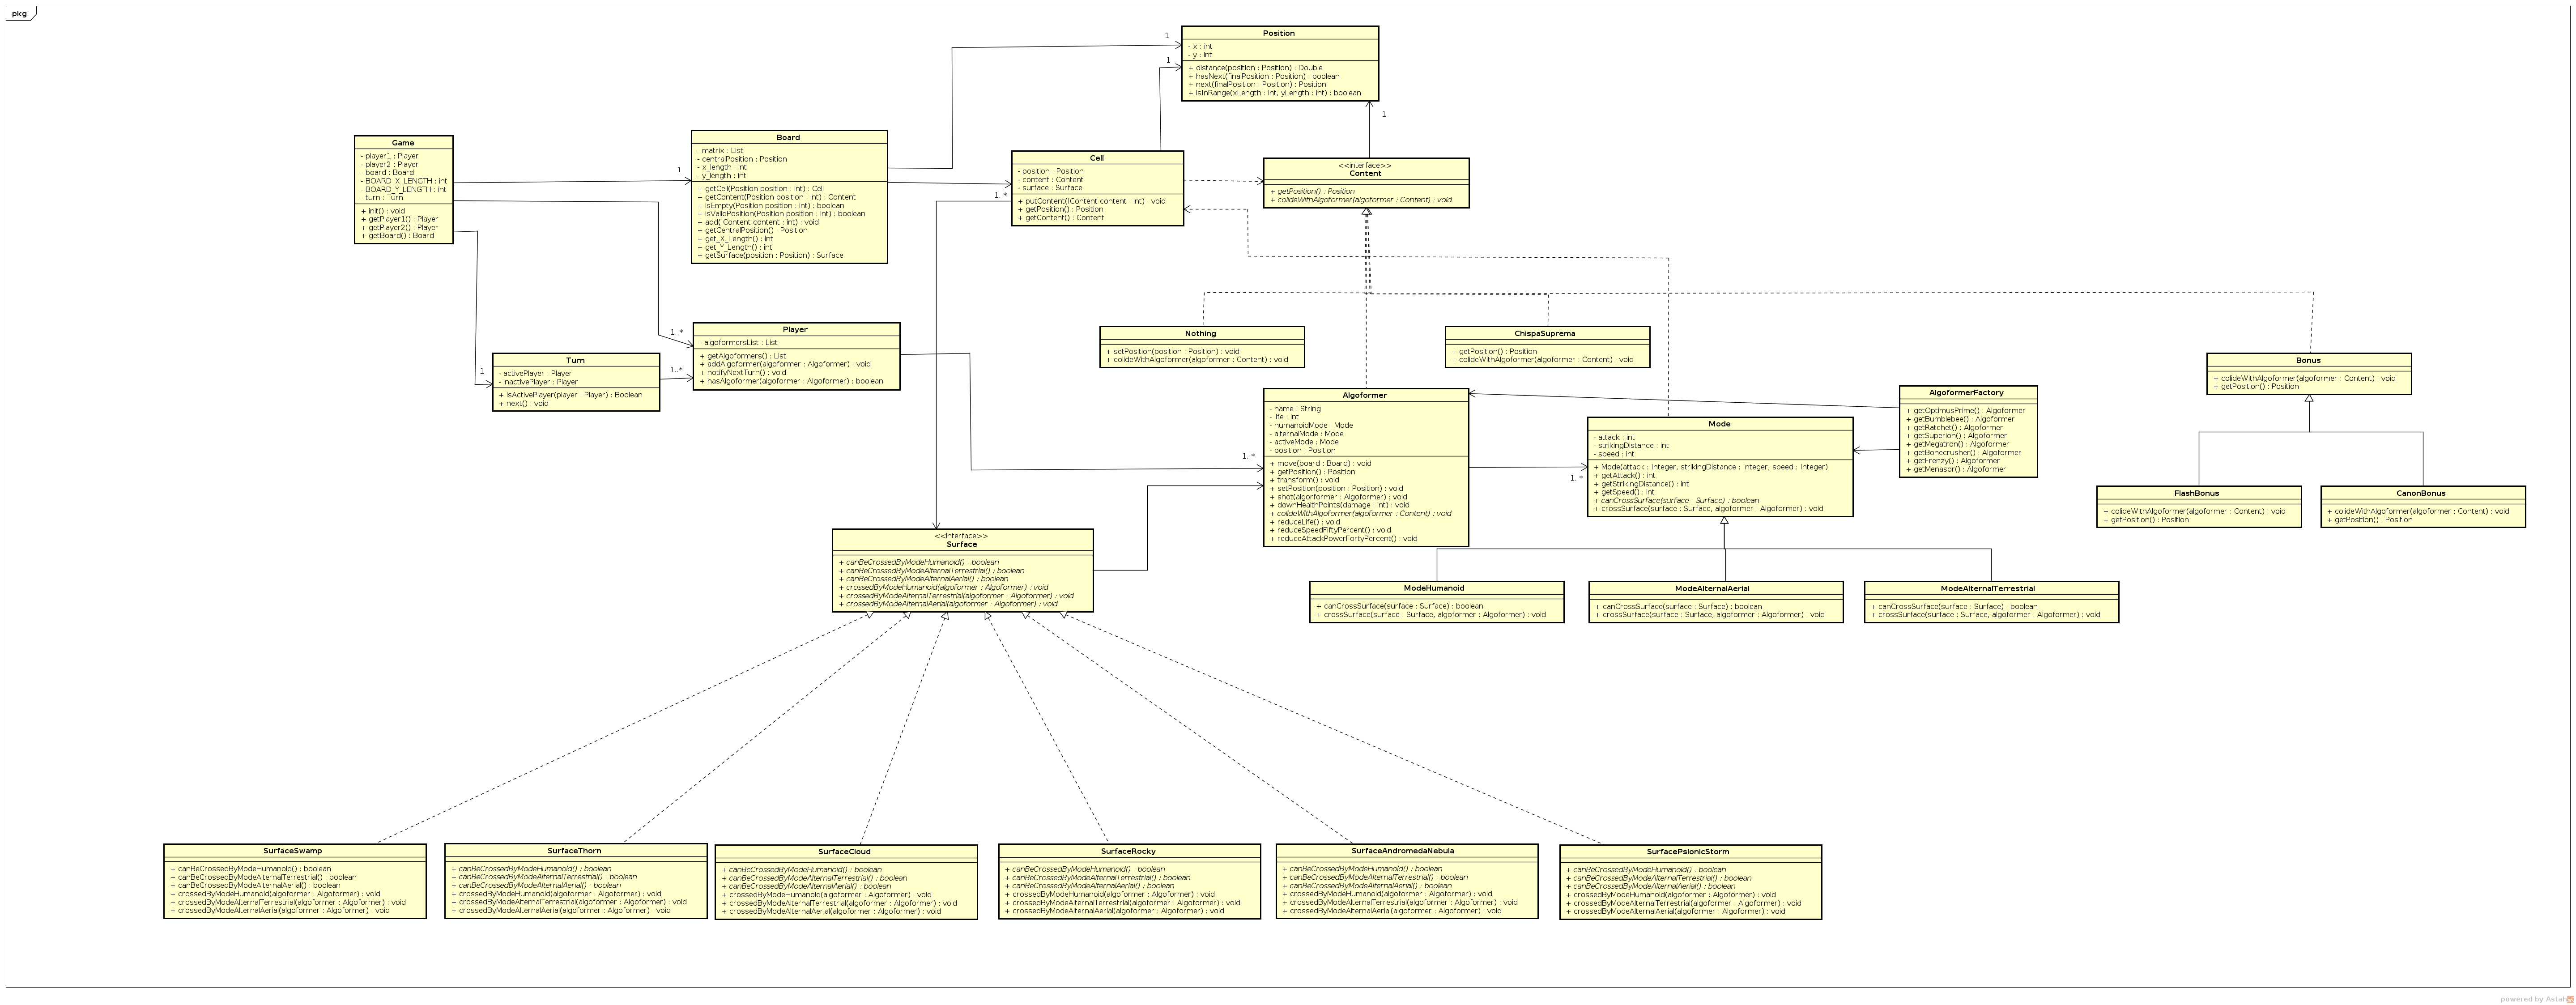 pkg
Position
- x : int
- y : int
+ distance(position : Position) : Double
+ hasNext(finalPosition : Position) : boolean
+ next(finalPosition : Position) : Position
+ isInRange(xLength : int, yLength : int) : boolean
1
1
1
Game
- player1 : Player
- player2 : Player
- board : Board
- BOARD_X_LENGTH : int
- BOARD_Y_LENGTH : int
- turn : Turn
+ init() : void
+ getPlayer1() : Player
+ getPlayer2() : Player
+ getBoard() : Board
1
Board
- matrix : List
- centralPosition : Position
- x_length : int
- y_length : int
+ getCell(Position position : int) : Cell
+ getContent(Position position : int) : Content
+ isEmpty(Position position : int) : boolean
+ isValidPosition(Position position : int) : boolean
+ add(IContent content : int) : void
+ getCentralPosition() : Position
+ get_X_Length() : int
+ get_Y_Length() : int
+ getSurface(position : Position) : Surface
1..*
Cell
- position : Position
- content : Content
- surface : Surface
+ putContent(IContent content : int) : void
+ getPosition() : Position
+ getContent() : Content
<<interface>>
Content
+ getPosition() : Position
+ colideWithAlgoformer(algoformer : Content) : void
Player
- algoformersList : List
+ getAlgoformers() : List
+ addAlgoformer(algoformer : Algoformer) : void
+ notifyNextTurn() : void
+ hasAlgoformer(algoformer : Algoformer) : boolean
1..*
1..*
1
Turn
- activePlayer : Player
- inactivePlayer : Player
+ isActivePlayer(player : Player) : Boolean
+ next() : void
Nothing
+ setPosition(position : Position) : void
+ colideWithAlgoformer(algoformer : Content) : void
ChispaSuprema
+ getPosition() : Position
+ colideWithAlgoformer(algoformer : Content) : void
Bonus
+ colideWithAlgoformer(algoformer : Content) : void
+ getPosition() : Position
Algoformer
- name : String
- life : int
- humanoidMode : Mode
- alternalMode : Mode
- activeMode : Mode
- position : Position
+ move(board : Board) : void
+ getPosition() : Position
+ transform() : void
+ setPosition(position : Position) : void
+ shot(algorformer : Algoformer) : void
+ downHealthPoints(damage : int) : void
+ colideWithAlgoformer(algoformer : Content) : void
+ reduceLife() : void
+ reduceSpeedFiftyPercent() : void
+ reduceAttackPowerFortyPercent() : void
1..*
1..*
AlgoformerFactory
+ getOptimusPrime() : Algoformer
+ getBumblebee() : Algoformer
+ getRatchet() : Algoformer
+ getSuperion() : Algoformer
+ getMegatron() : Algoformer
+ getBonecrusher() : Algoformer
+ getFrenzy() : Algoformer
+ getMenasor() : Algoformer
Mode
- attack : int
- strikingDistance : int
- speed : int
+ Mode(attack : Integer, strikingDistance : Integer, speed : Integer)
+ getAttack() : int
+ getStrikingDistance() : int
+ getSpeed() : int
+ canCrossSurface(surface : Surface) : boolean
+ crossSurface(surface : Surface, algoformer : Algoformer) : void
FlashBonus
+ colideWithAlgoformer(algoformer : Content) : void
+ getPosition() : Position
CanonBonus
+ colideWithAlgoformer(algoformer : Content) : void
+ getPosition() : Position
<<interface>>
Surface
+ canBeCrossedByModeHumanoid() : boolean
+ canBeCrossedByModeAlternalTerrestrial() : boolean
+ canBeCrossedByModeAlternalAerial() : boolean
+ crossedByModeHumanoid(algoformer : Algoformer) : void
+ crossedByModeAlternalTerrestrial(algoformer : Algoformer) : void
+ crossedByModeAlternalAerial(algoformer : Algoformer) : void
ModeHumanoid
+ canCrossSurface(surface : Surface) : boolean
+ crossSurface(surface : Surface, algoformer : Algoformer) : void
ModeAlternalAerial
+ canCrossSurface(surface : Surface) : boolean
+ crossSurface(surface : Surface, algoformer : Algoformer) : void
ModeAlternalTerrestrial
+ canCrossSurface(surface : Surface) : boolean
+ crossSurface(surface : Surface, algoformer : Algoformer) : void
SurfaceSwamp
+ canBeCrossedByModeHumanoid() : boolean
+ canBeCrossedByModeAlternalTerrestrial() : boolean
+ canBeCrossedByModeAlternalAerial() : boolean
+ crossedByModeHumanoid(algoformer : Algoformer) : void
+ crossedByModeAlternalTerrestrial(algoformer : Algoformer) : void
+ crossedByModeAlternalAerial(algoformer : Algoformer) : void
SurfaceThorn
+ canBeCrossedByModeHumanoid() : boolean
+ canBeCrossedByModeAlternalTerrestrial() : boolean
+ canBeCrossedByModeAlternalAerial() : boolean
+ crossedByModeHumanoid(algoformer : Algoformer) : void
+ crossedByModeAlternalTerrestrial(algoformer : Algoformer) : void
+ crossedByModeAlternalAerial(algoformer : Algoformer) : void
SurfaceCloud
+ canBeCrossedByModeHumanoid() : boolean
+ canBeCrossedByModeAlternalTerrestrial() : boolean
+ canBeCrossedByModeAlternalAerial() : boolean
crossedByModeHumanoid(algoformer : Algoformer) : void
+ crossedByModeAlternalTerrestrial(algoformer : Algoformer) : void
+ crossedByModeAlternalAerial(algoformer : Algoformer) : void
SurfaceRocky
+ canBeCrossedByModeHumanoid() : boolean
+ canBeCrossedByModeAlternalTerrestrial() : boolean
+ canBeCrossedByModeAlternalAerial() : boolean
+ crossedByModeHumanoid(algoformer : Algoformer) : void
+ crossedByModeAlternalTerrestrial(algoformer : Algoformer) : void
+ crossedByModeAlternalAerial(algoformer : Algoformer) : void
SurfaceAndromedaNebula
+ canBeCrossedByModeHumanoid() : boolean
+ canBeCrossedByModeAlternalTerrestrial() : boolean
+ canBeCrossedByModeAlternalAerial() : boolean
+ crossedByModeHumanoid(algoformer : Algoformer) : void
+ crossedByModeAlternalTerrestrial(algoformer : Algoformer) : void
+ crossedByModeAlternalAerial(algoformer : Algoformer) : void
SurfacePsionicStorm
+ canBeCrossedByModeHumanoid() : boolean
+ canBeCrossedByModeAlternalTerrestrial() : boolean
+ canBeCrossedByModeAlternalAerial() : boolean
+ crossedByModeHumanoid(algoformer : Algoformer) : void
+ crossedByModeAlternalTerrestrial(algoformer : Algoformer) : void
+ crossedByModeAlternalAerial(algoformer : Algoformer) : void
powered by Astah